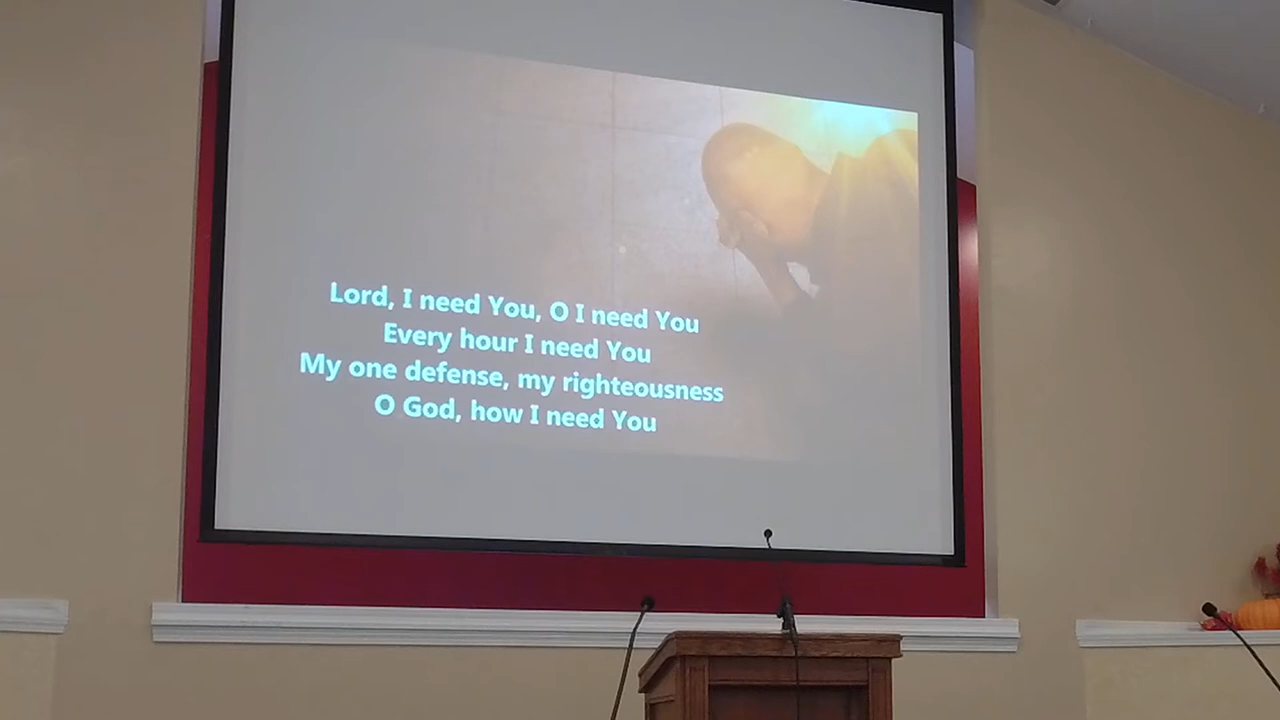 Lord, I need You, O I need You
Every hour I need You
My one defense, my righteousness
O God, how I need You